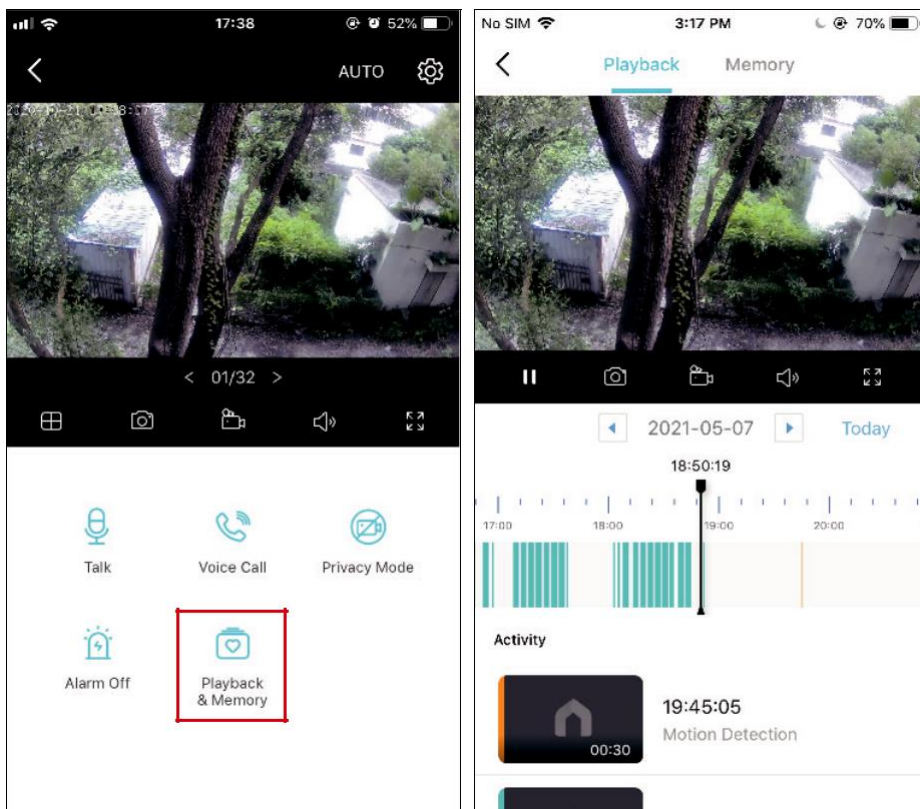 17:38
52%
AUTO
01/32
Talk
Voice Call
Privacy Mode
Alarm Off
Playback
& Memory
No SIM
3:17 PM
70%
Playback
Memory
2021-05-07
Today
18:50:19
17:00
18:00
19:00
20:00
Activity
19:45:05
Motion Detection
00:30